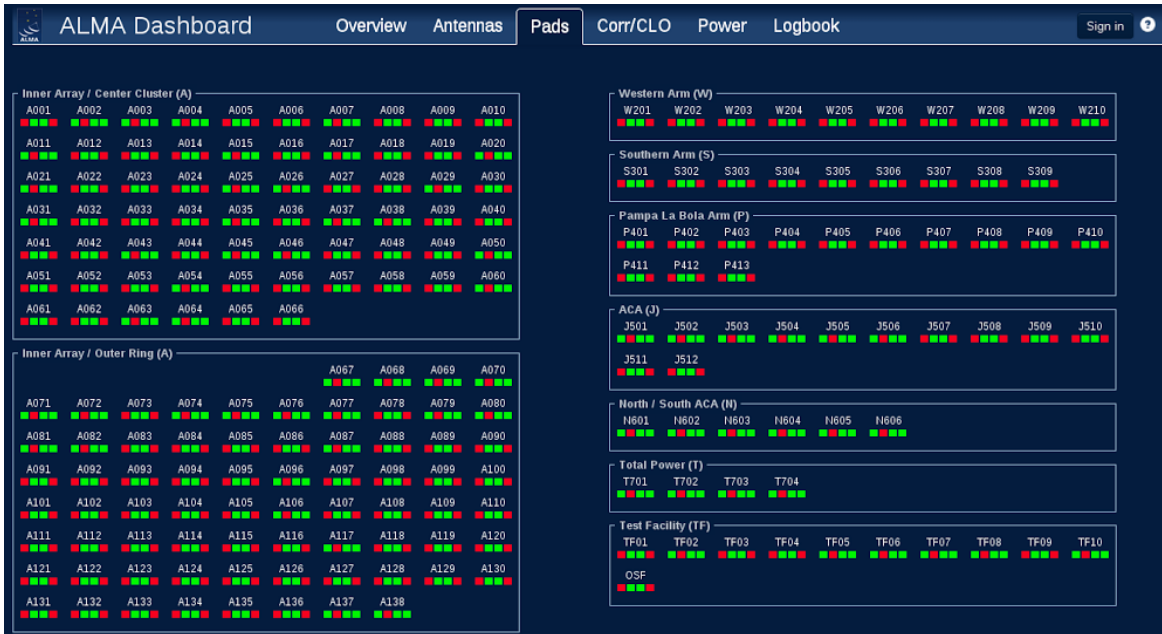 ALMA
ALMA Dashboard
Overview Antennas Pads Corr/CLO Power Logbook
Sign in ?
Inner Array / Center Cluster (A)
A001 A002 A003 A004 A005 A006 A007 A008 A009 A010
A011 A012 A013 A014 A015 A016 A017 A018 A019 A020
A021 A022 A023 A024 A025 A026 A027 A028 A029 A030
A031 A032 A033 A034 A035 A036 A037 A038 A039 A040
A041 A042 A043 A044 A045 A046 A047 A048 A049 A050
A051 A052 A053 A054 A055 A056 A057 A058 A059 A060
A061 A062 A063 A064 A065 A066
Inner Array / Outer Ring (A)
A067 A068 A069 A070
A071 A072 A073 A074 A075 A076 A077 A078 A079 A080
A081 A082 A083 A084 A085 A086 A087 A088 A089 A090
A091 A092 A093 A094 A095 A096 A097 A098 A099 A100
A101 A102 A103 A104 A105 A106 A107 A108 A109 A110
A111 A112 A113 A114 A115 A116 A117 A118 A119 A120
A121 A122 A123 A124 A125 A126 A127 A128 A129 A130
A131 A132 A133 A134 A135 A136 A137 A138
Western Arm (W)
W201 W202 W203 W204 W205 W206 W207 W208 W209 W210
Southern Arm (S)
S301 S302 S303 S304 S305 S306 S307 S308 S309
Pampa La Bola Arm (P)
P401 P402 P403 P404 P405 P406 P407 P408 P409 P410
P411 P412 P413
ACA (J)
J501 J502 J503 J504 J505 J506 J507 J508 J509 J510
J511 J512
North / South ACA (N)
N601 N602 N603 N604 N605 N606
Total Power (T)
T701 T702 T703 T704
Test Facility (TF)
TF01 TF02 TF03 TF04 TF05 TF06 TF07 TF08 TF09 TF10
OSF